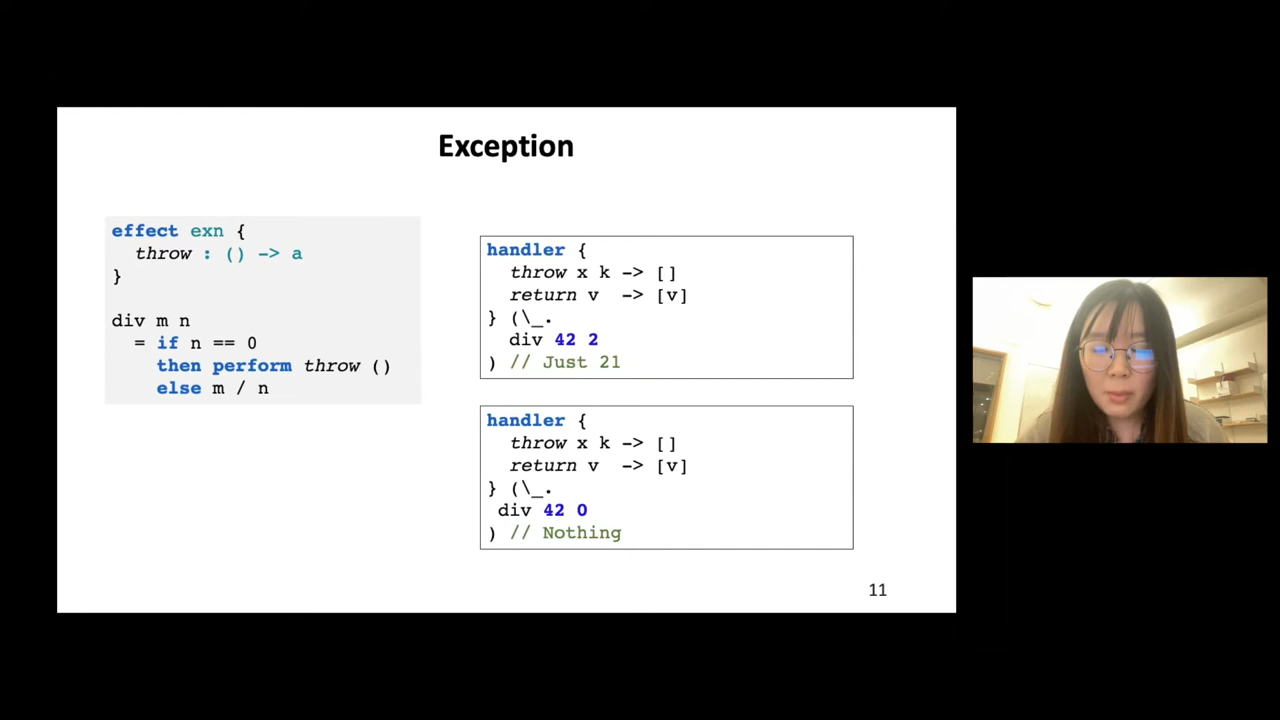 Exception
effect exn {
  throw : () -> a
}
div m n
  = if n == 0
    then perform throw ()
    else m / n
handler {
  throw x k -> []
  return v  -> [v]
} (\_.
  div 42 2
) // Just 21
handler {
  throw x k -> []
  return v  -> [v]
} (\_.
 div 42 0
) // Nothing
11